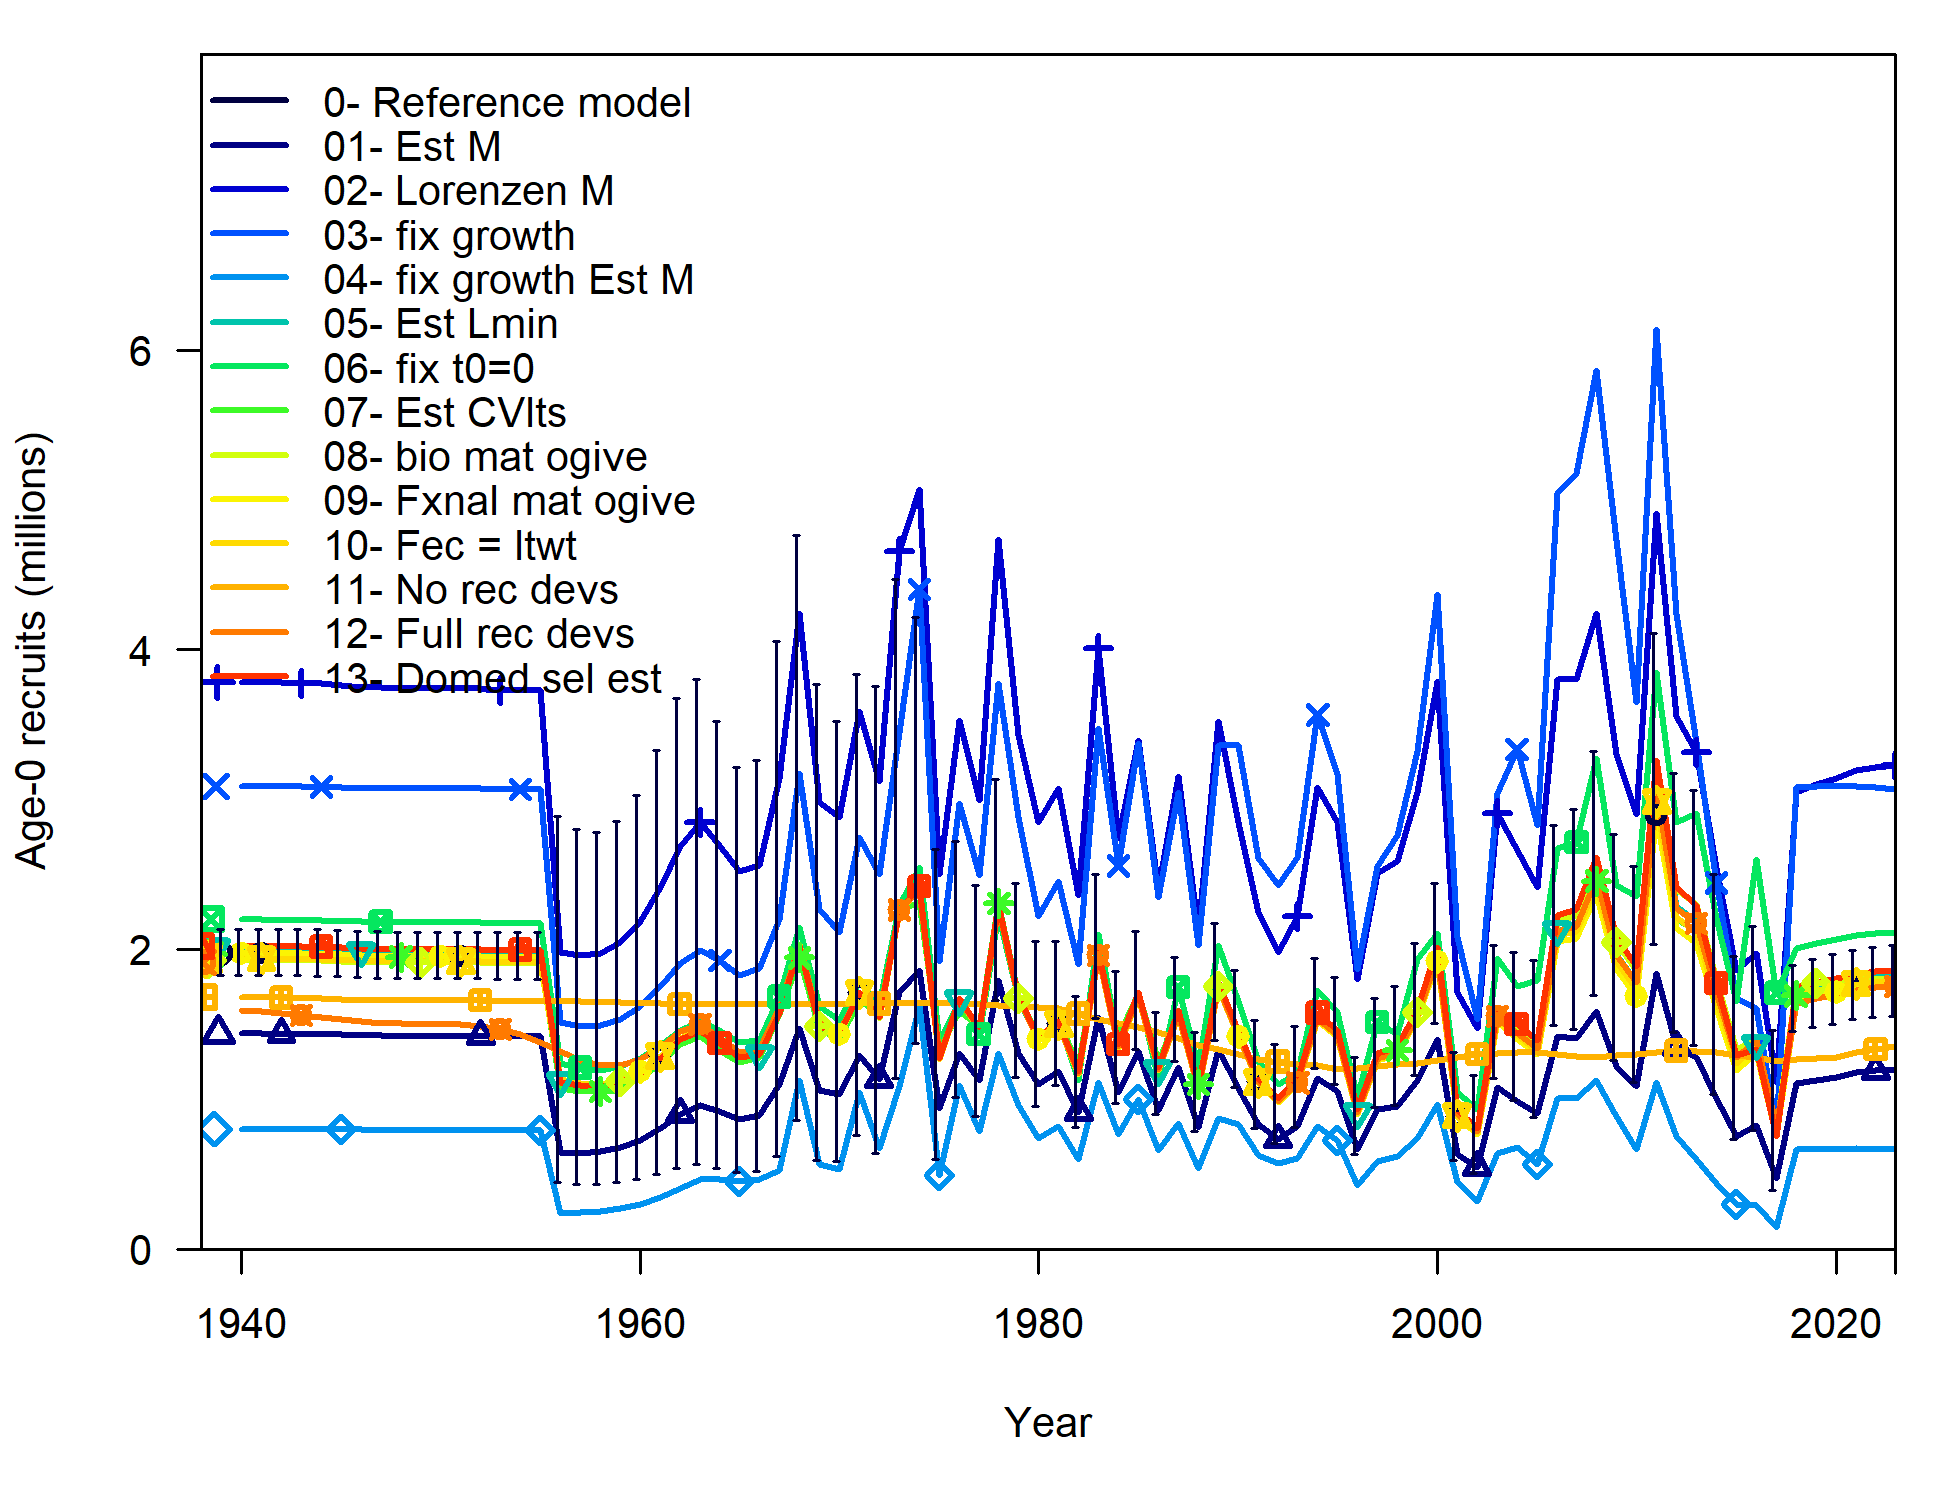 0- Reference model
01- Est M
02- Lorenzen M
03- fix growth
04- fix growth Est M
05- Est Lmin
06- fix t0=0
07- Est CVlts
08- bio mat ogive
09- Fxnal mat ogive
10- Fec = ltwt
11- No rec devs
12- Full rec devs
13- Domed sel est
Age-0 recruits (millions)
6
4
2
0
1940 1960 1980 2000 2020
Year